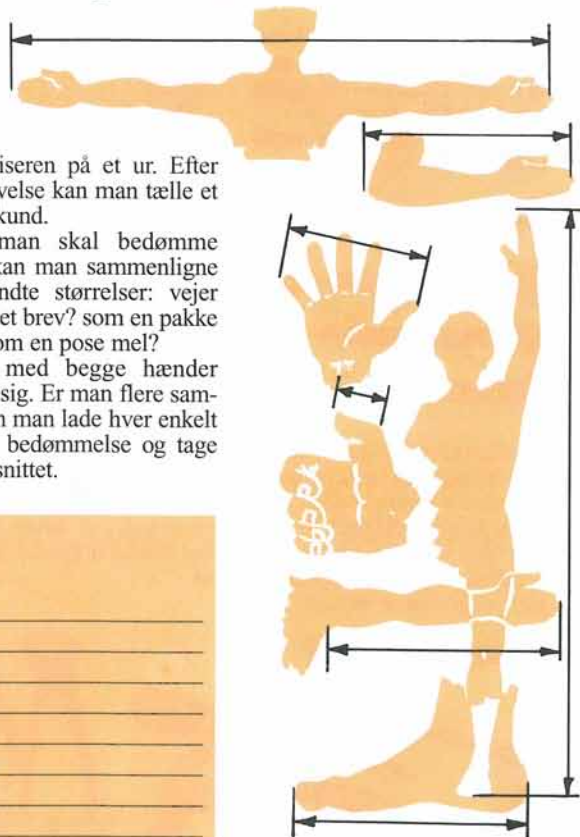 iseren på et ur. Efter
velse kan man tælle et
kund.
man skal bedømme
kan man sammenligne
ndte størrelser: vejer
et brev? som en pakke
om en pose mel?
med begge hænder
sig. Er man flere sam-
n man lade hver enkelt
bedømmelse og tage
snittet.